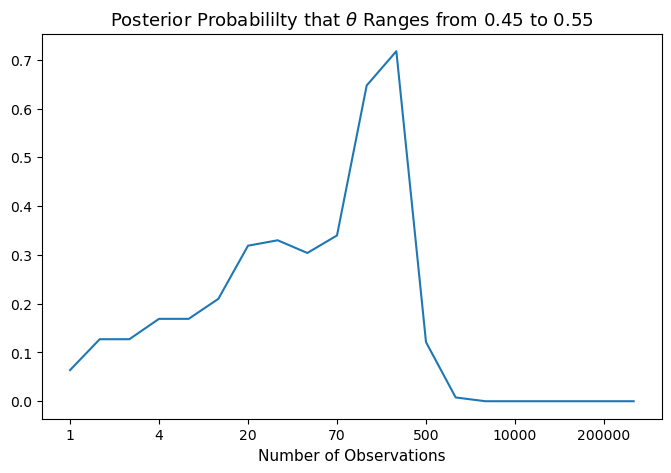 Posterior Probabililty that θ Ranges from 0.45 to 0.55
0.7
0.6
0.5
0.4
0.3
0.2
0.1
0.0
1 4 20 70 500 10000 200000
Number of Observations